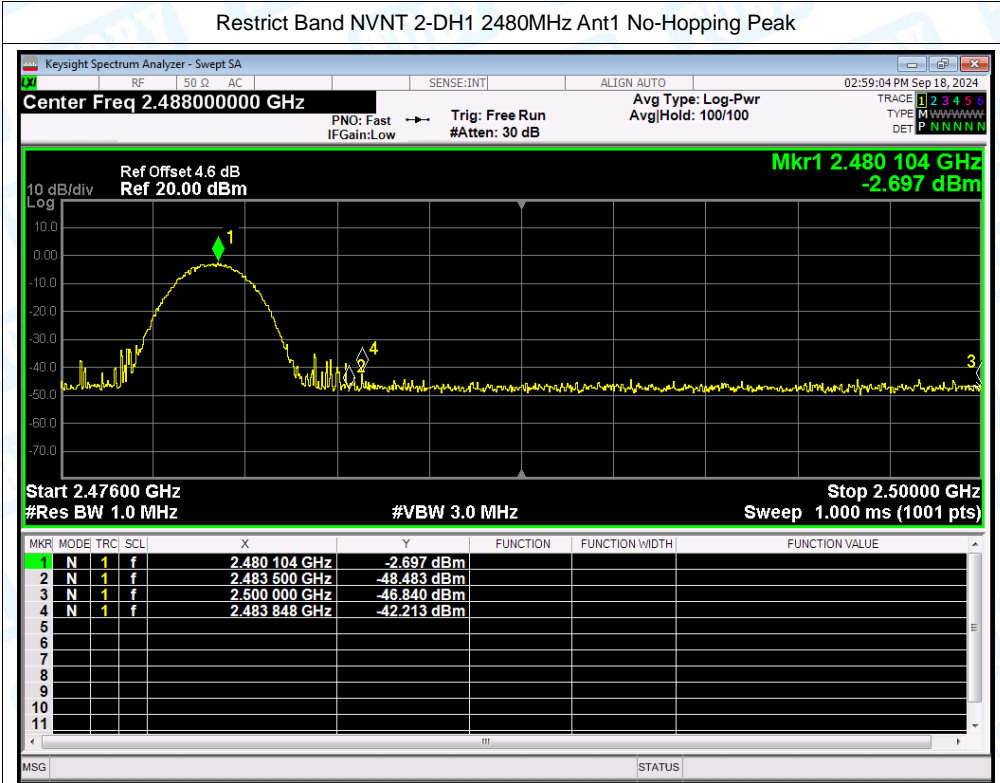 Restrict Band NVNT 2-DH1 2480MHz Ant1 No-Hopping Peak
Keysight Spectrum Analyzer - Swept SA
LXI RF 50 Ω AC SENSE:INT ALIGN AUTO 02:59:04 PM Sep 18, 2024
Center Freq 2.488000000 GHz Avg Type: Log-Pwr TRACE 1 2 3 4 5 6
PNO: Fast Trig: Free Run Avg|Hold: 100/100 TYPE M WWWWW
IFGain:Low #Atten: 30 dB DET P N N N N N
Mkr1 2.480 104 GHz
Ref Offset 4.6 dB
10 dB/div Ref 20.00 dBm -2.697 dBm
Log
10.0
1
0.00
-10.0
-20.0
-30.0
4
-40.0
2 3
-50.0
-60.0
-70.0
Start 2.47600 GHz Stop 2.50000 GHz
#Res BW 1.0 MHz #VBW 3.0 MHz Sweep 1.000 ms (1001 pts)
MKR MODE TRC SCL X Y FUNCTION FUNCTION WIDTH FUNCTION VALUE
1 N 1 f 2.480 104 GHz -2.697 dBm
2 N 1 f 2.483 500 GHz -48.483 dBm
3 N 1 f 2.500 000 GHz -46.840 dBm
4 N 1 f 2.483 848 GHz -42.213 dBm
5
6
7
8
9
10
11
MSG STATUS